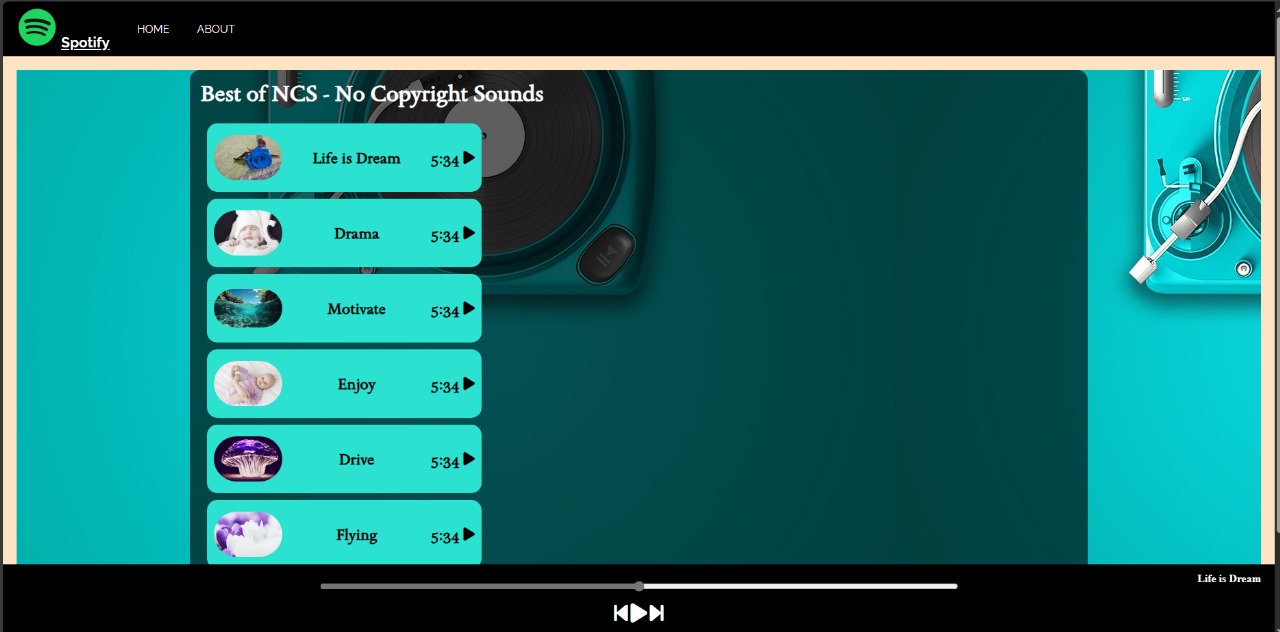 Spotify
HOME
ABOUT
Best of NCS - No Copyright Sounds
Life is Dream
5:34
Drama
5:34
Motivate
5:34
Enjoy
5:34
Drive
5:34
Flying
5:34
Life is Dream